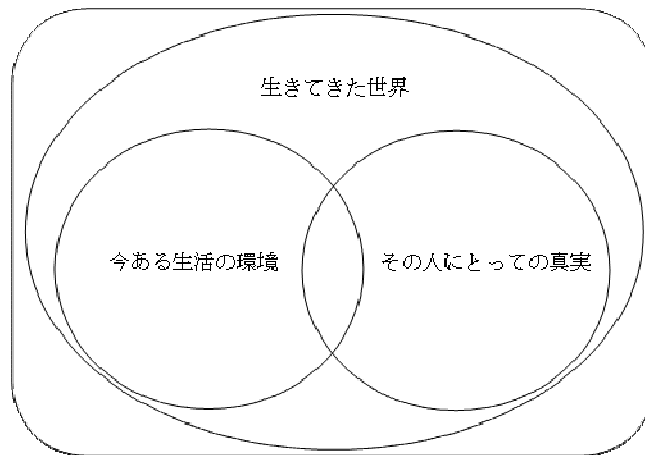 生きてきた世界
今ある生活の環境
その人にとっての真実